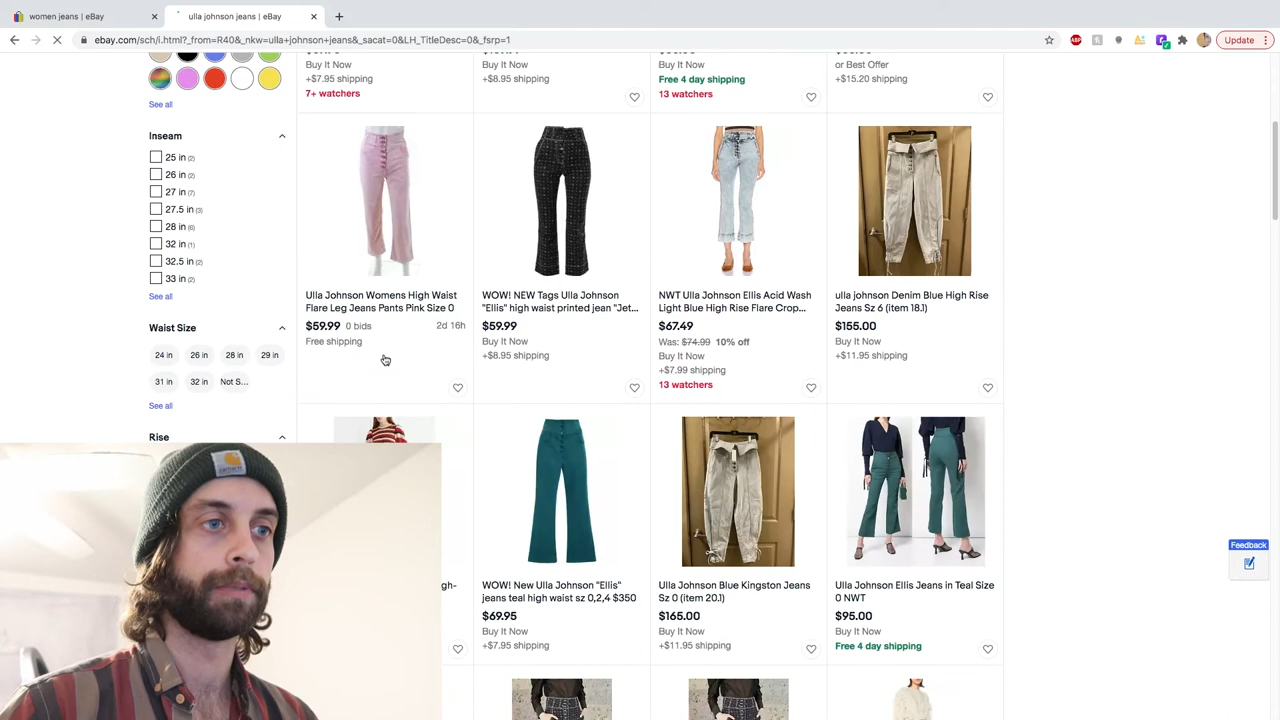 women jeans | eBay
ulla johnson jeans | eBay
ebay.com/sch/i.html?_from=R40&_nkw=ulla+johnson+jeans&_sacat=0&LH_TitleDesc=0&_fsrp=1
ABP
Update
Buy It Now
+$7.95 shipping
7+ watchers
Buy It Now
+$8.95 shipping
Buy It Now
Free 4 day shipping
13 watchers
or Best Offer
+$15.20 shipping
See all
Inseam
25 in (2)
26 in (2)
27 in (7)
27.5 in (3)
28 in (6)
32 in (1)
32.5 in (2)
33 in (2)
See all
Waist Size
24 in
26 in
28 in
29 in
31 in
32 in
Not S...
See all
Rise
Ulla Johnson Womens High Waist
Flare Leg Jeans Pants Pink Size 0
$59.99 0 bids
2d 16h
Free shipping
WOW! NEW Tags Ulla Johnson
"Ellis" high waist printed jean "Jet...
$59.99
Buy It Now
+$8.95 shipping
NWT Ulla Johnson Ellis Acid Wash
Light Blue High Rise Flare Crop...
$67.49
Was: $74.99 10% off
Buy It Now
+$7.99 shipping
13 watchers
ulla johnson Denim Blue High Rise
Jeans Sz 6 (item 18.1)
$155.00
Buy It Now
+$11.95 shipping
gh-
WOW! New Ulla Johnson "Ellis"
jeans teal high waist sz 0,2,4 $350
$69.95
Buy It Now
+$7.95 shipping
Ulla Johnson Blue Kingston Jeans
Sz 0 (item 20.1)
$165.00
Buy It Now
+$11.95 shipping
Ulla Johnson Ellis Jeans in Teal Size
0 NWT
$95.00
Buy It Now
Free 4 day shipping
Feedback
carhartt